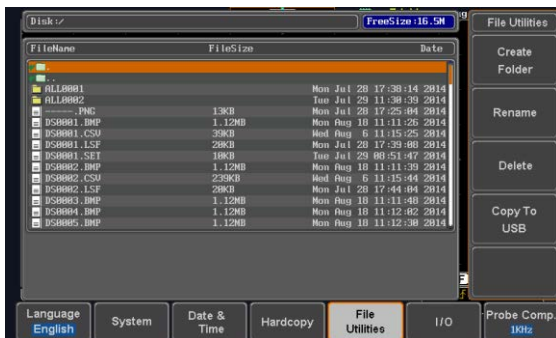 Disk:/
FreeSize:16.5M
File Utilities
FileName FileSize Date
.
..
ALL0001 Mon Jul 28 17:38:14 2014
ALL0002 Tue Jul 29 11:30:39 2014
-----.PNG 13KB Mon Jul 28 17:25:04 2014
DS0001.BMP 1.12MB Mon Aug 18 11:11:26 2014
DS0001.CSV 39KB Wed Aug 6 11:15:25 2014
DS0001.LSF 20KB Mon Jul 28 17:39:08 2014
DS0001.SET 10KB Tue Jul 29 08:51:47 2014
DS0002.BMP 1.12MB Mon Aug 18 11:11:39 2014
DS0002.CSV 239KB Wed Aug 6 11:15:44 2014
DS0002.LSF 20KB Mon Jul 28 17:44:04 2014
DS0003.BMP 1.12MB Mon Aug 18 11:11:48 2014
DS0004.BMP 1.12MB Mon Aug 18 11:12:02 2014
DS0005.BMP 1.12MB Mon Aug 18 11:12:30 2014
Create
Folder
Rename
Delete
Copy To
USB
Language
English
System
Date &
Time
Hardcopy
File
Utilities
I/O
Probe Comp.
1KHz